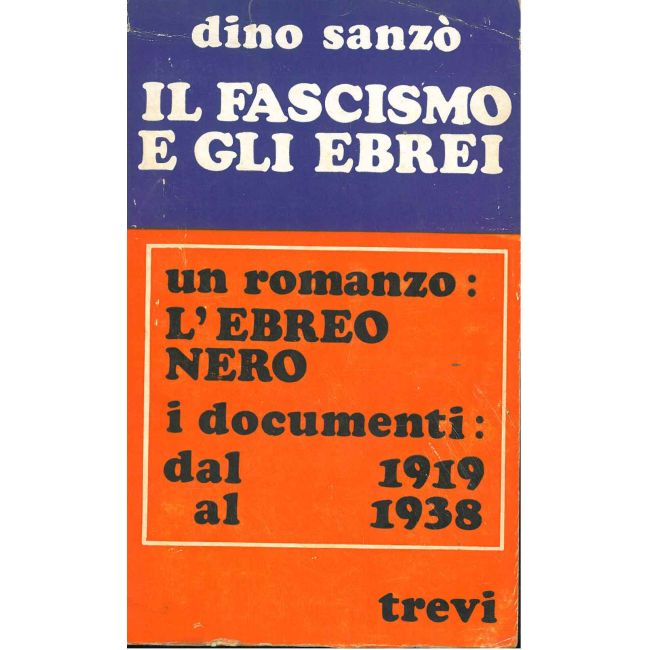 dino sanzò
IL FASCISMO
E GLI EBREI
un romanzo:
L'EBREO
NERO
i documenti:
dal 1919
al 1938
trevi